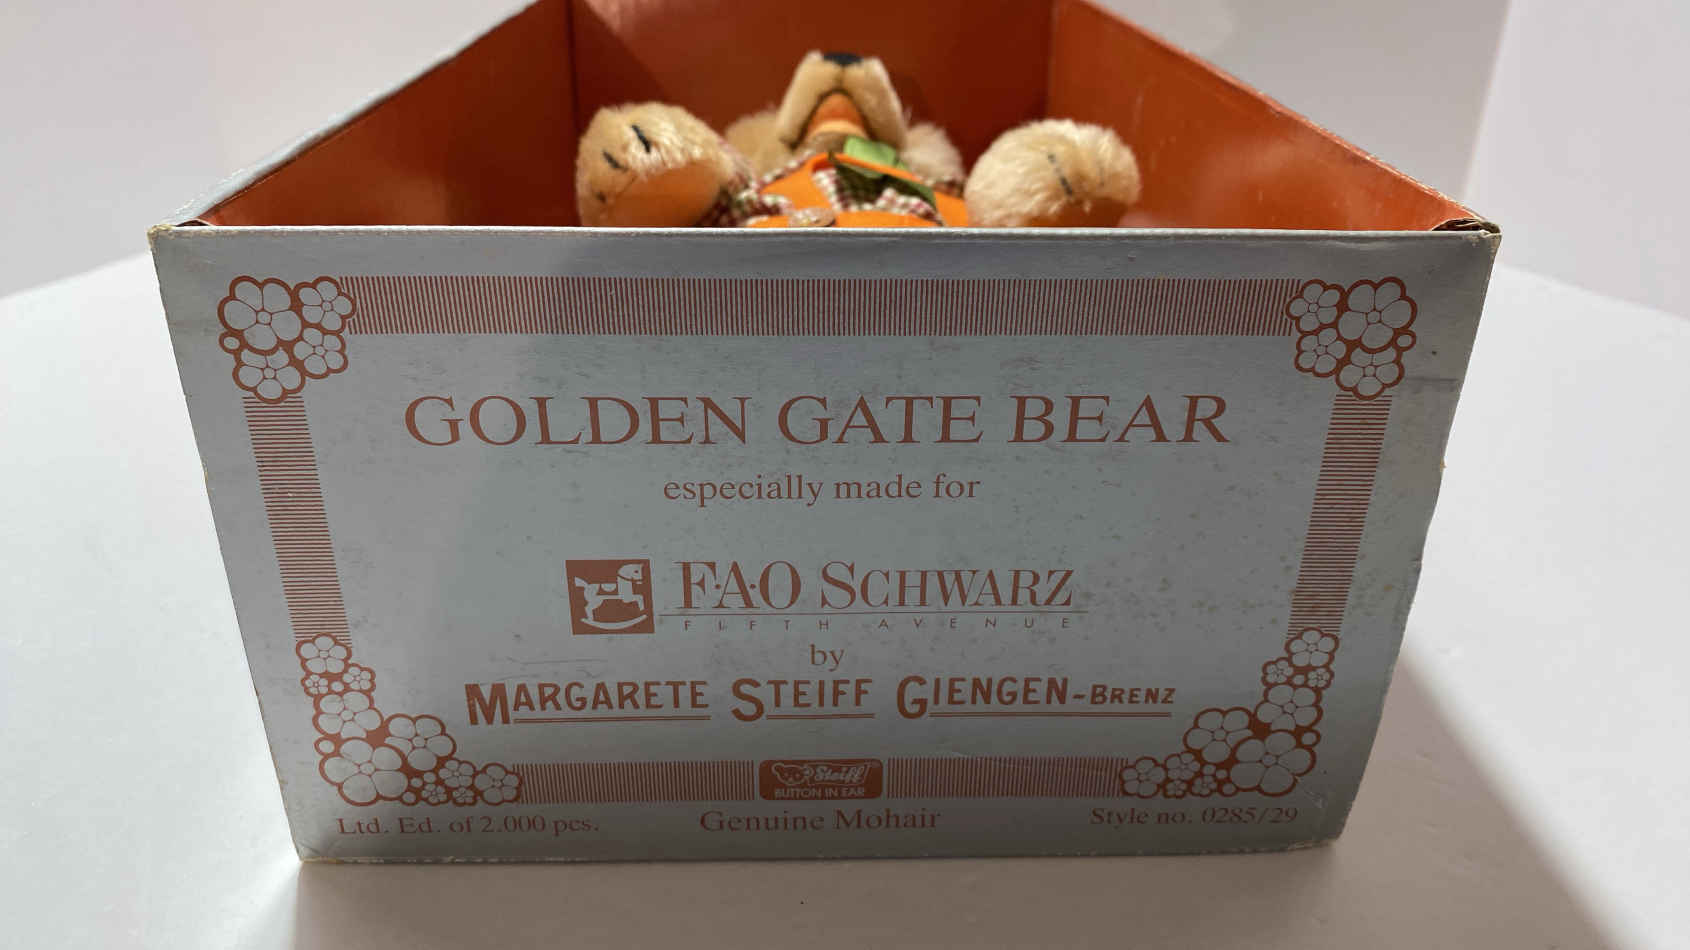 GOLDEN GATE BEAR
especially made for
F·A·O SCHWARZ
FIFTH AVENUE
by
MARGARETE STEIFF GIENGEN-BRENZ
Steiff
BUTTON IN EAR
Ltd. Ed. of 2.000 pcs. Genuine Mohair Style no. 0285/29